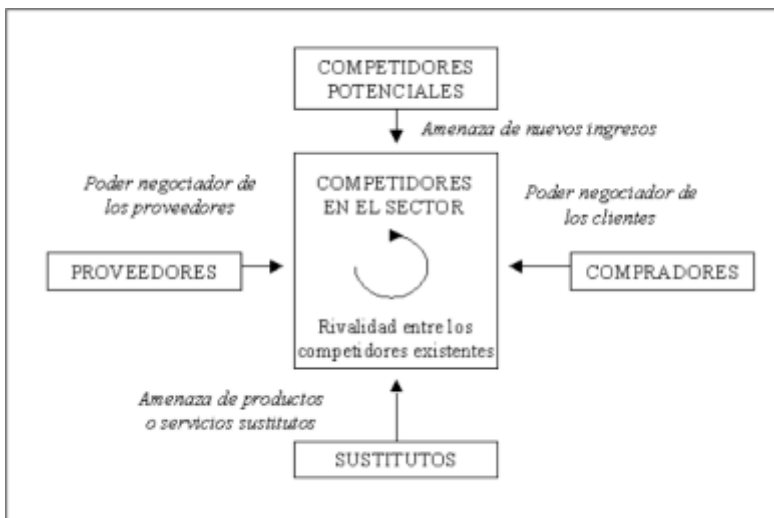 COMPETIDORES
POTENCIALES
Amenaza de nuevos ingresos
Poder negociador de
los proveedores
COMPETIDORES
EN EL SECTOR
Poder negociador de
los clientes
PROVEEDORES
COMPRADORES
Rivalidad entre los
competidores existentes
Amenaza de productos
o servicios sustitutos
SUSTITUTOS